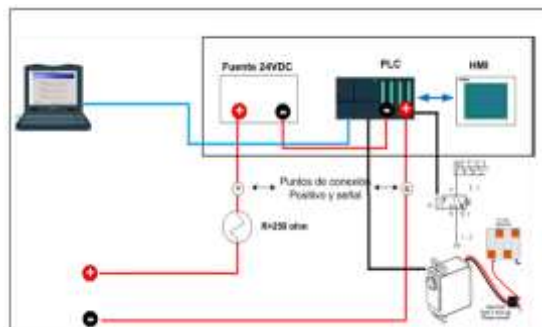 Fuente 24VDC
PLC
HMI
Puntos de conexión
Positivo y señal
R=250 ohm